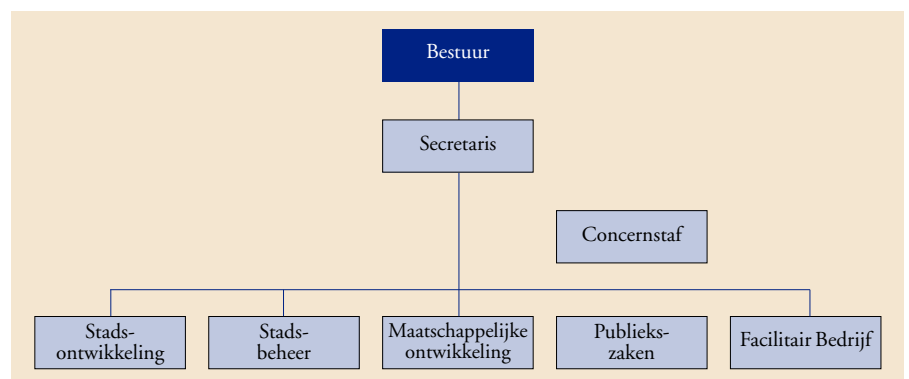 Bestuur
Secretaris
Concernstaf
Stads-
ontwikkeling
Stads-
beheer
Maatschappelijke
ontwikkeling
Publieks-
zaken
Facilitair Bedrijf